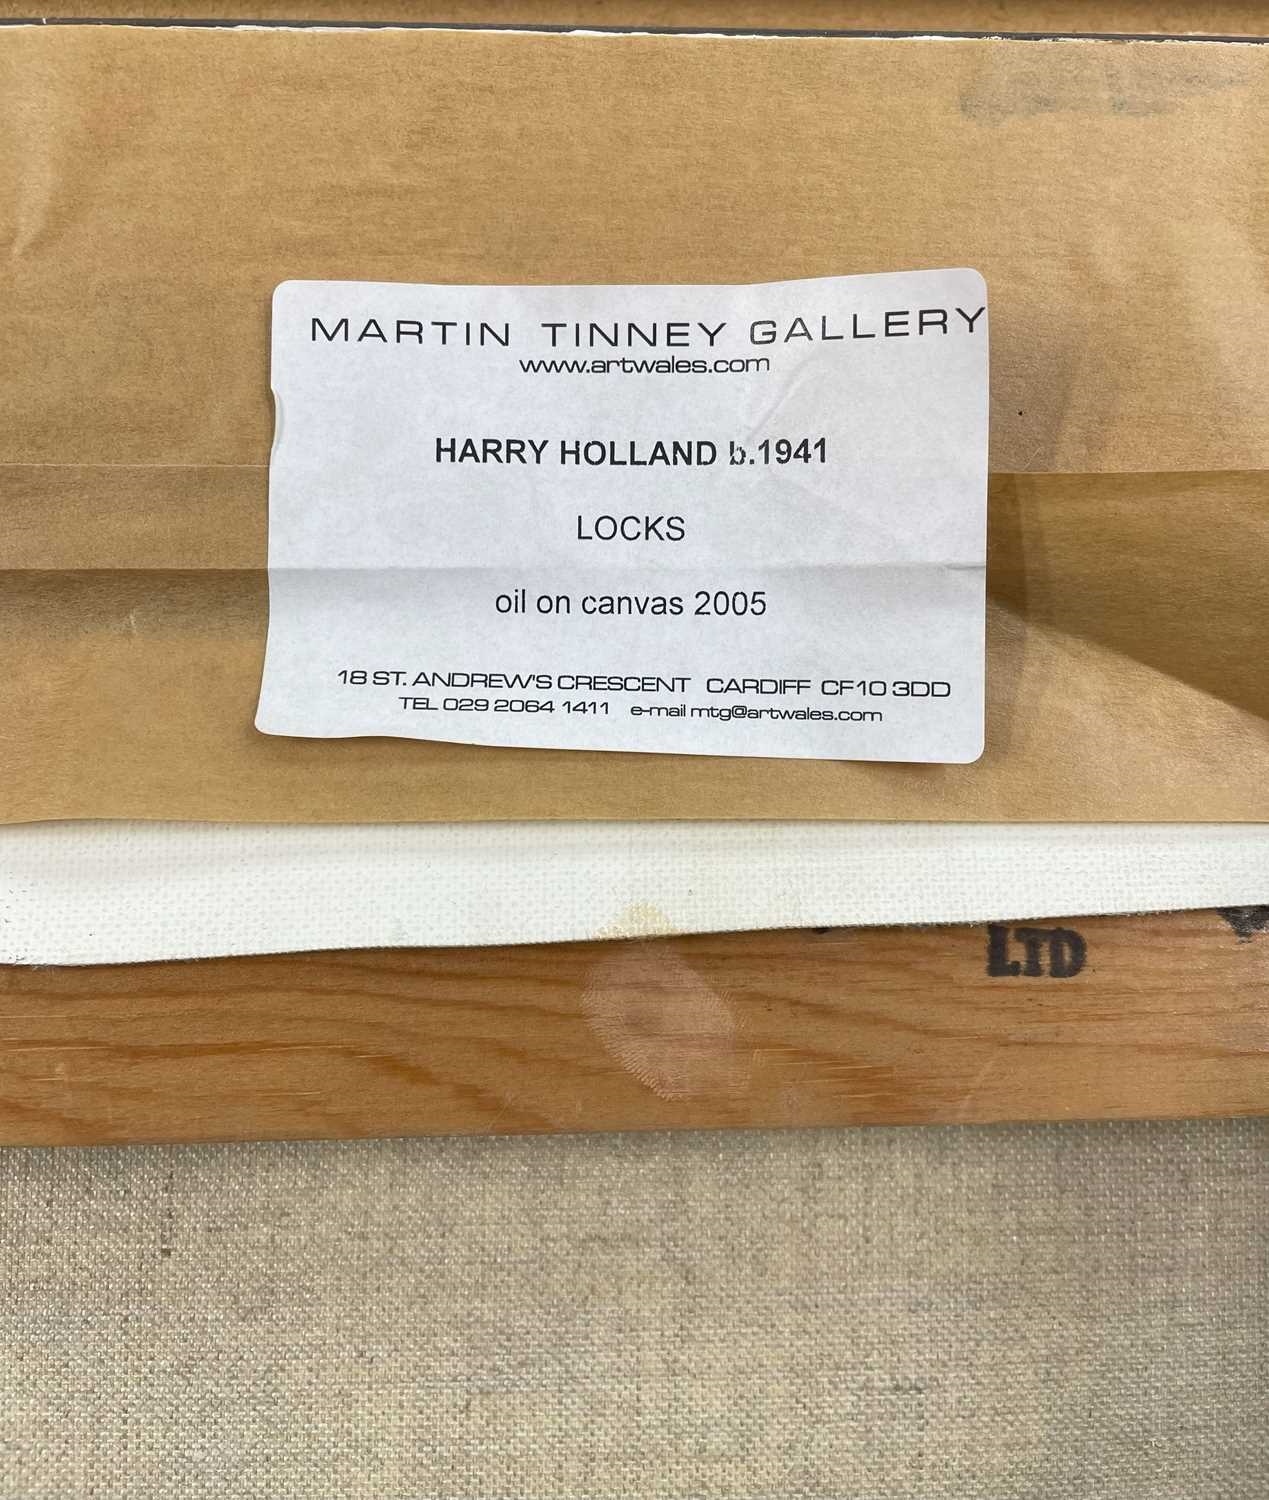 MARTIN TINNEY GALLERY
www.artwales.com
HARRY HOLLAND b.1941
LOCKS
oil on canvas 2005
18 ST. ANDREW'S CRESCENT CARDIFF CF10 3DD
TEL 029 2064 1411 e-mail mtg@artwales.com
LTD